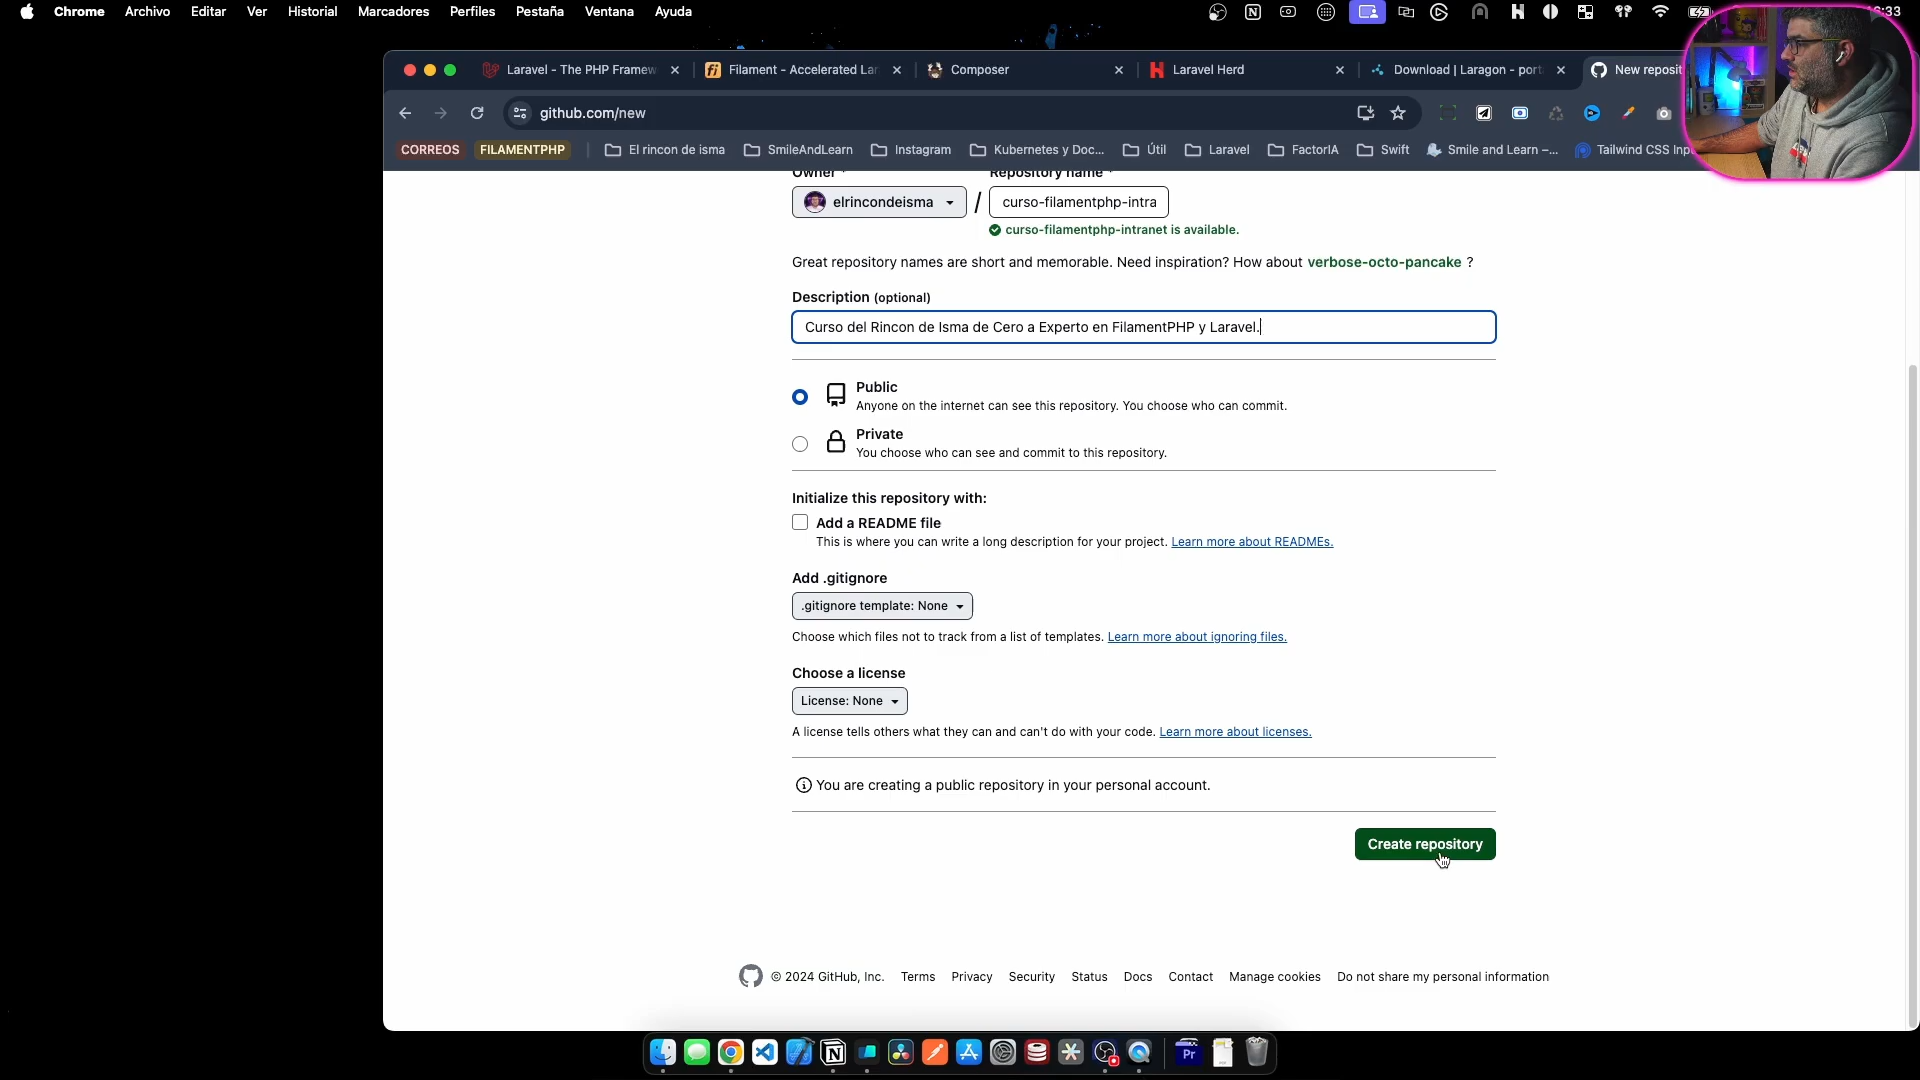 Chrome Archivo Editar Ver Historial Marcadores Perfiles Pestaña Ventana Ayuda
:33
Laravel - The PHP Framew
Filament - Accelerated La
Composer
Laravel Herd
Download | Laragon - port
New reposit
github.com/new
CORREOS FILAMENTPHP El rincon de isma SmileAndLearn Instagram Kubernetes y Doc... Útil Laravel FactorIA Swift Smile and Learn –... Tailwind CSS Inp
Owner * Repository name *
elrincondeisma / curso-filamentphp-intra
curso-filamentphp-intranet is available.
Great repository names are short and memorable. Need inspiration? How about verbose-octo-pancake ?
Description (optional)
Curso del Rincon de Isma de Cero a Experto en FilamentPHP y Laravel.
Public
Anyone on the internet can see this repository. You choose who can commit.
Private
You choose who can see and commit to this repository.
Initialize this repository with:
Add a README file
This is where you can write a long description for your project. Learn more about READMEs.
Add .gitignore
.gitignore template: None
Choose which files not to track from a list of templates. Learn more about ignoring files.
Choose a license
License: None
A license tells others what they can and can't do with your code. Learn more about licenses.
You are creating a public repository in your personal account.
Create repository
© 2024 GitHub, Inc. Terms Privacy Security Status Docs Contact Manage cookies Do not share my personal information
Pr